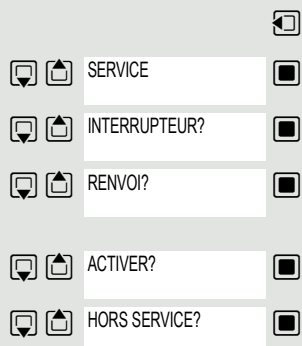 SERVICE
INTERRUPTEUR?
RENVOI?
ACTIVER?
HORS SERVICE?